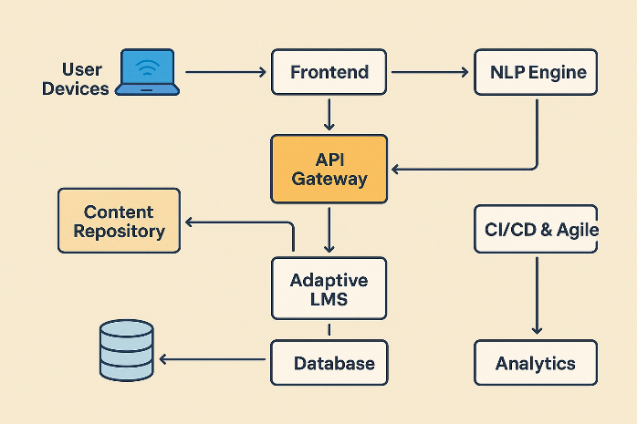 User
Devices
Frontend
NLP Engine
API
Gateway
Content
Repository
CI/CD & Agile
Adaptive
LMS
Database
Analytics